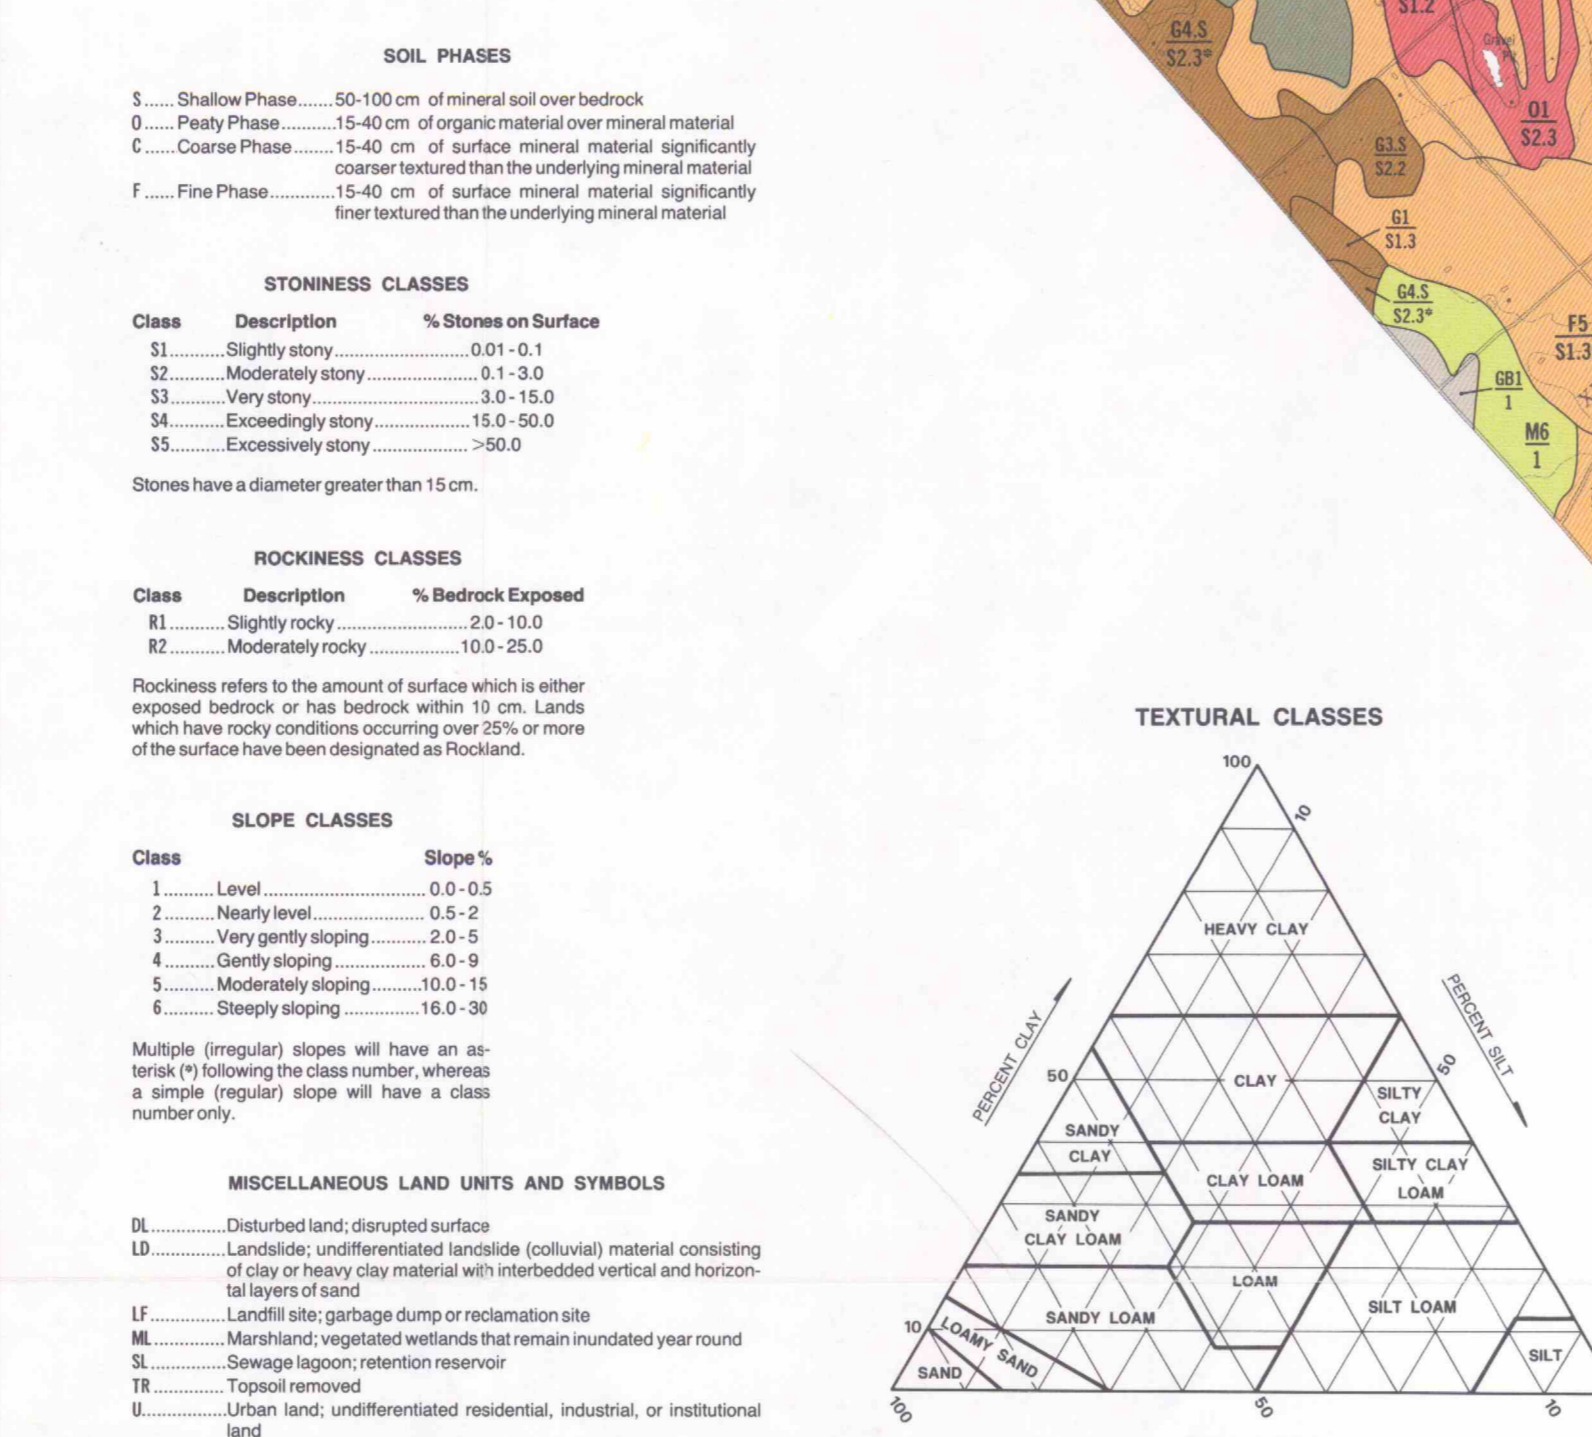 SOIL PHASES
S...... Shallow Phase.......50-100 cm of mineral soil over bedrock
O...... Peaty Phase...........15-40 cm of organic material over mineral material
C......Coarse Phase........15-40 cm of surface mineral material significantly
coarser textured than the underlying mineral material
F...... Fine Phase.............15-40 cm of surface mineral material significantly
finer textured than the underlying mineral material
STONINESS CLASSES
Class Description % Stones on Surface
S1..........Slightly stony..........................0.01 - 0.1
S2..........Moderately stony..................... 0.1 - 3.0
S3..........Very stony................................3.0 - 15.0
S4..........Exceedingly stony..................15.0 - 50.0
S5..........Excessively stony .................. >50.0
Stones have a diameter greater than 15 cm.
ROCKINESS CLASSES
Class Description % Bedrock Exposed
R1..........Slightly rocky.........................2.0 - 10.0
R2..........Moderately rocky.................10.0 - 25.0
Rockiness refers to the amount of surface which is either
exposed bedrock or has bedrock within 10 cm. Lands
which have rocky conditions occurring over 25% or more
of the surface have been designated as Rockland.
SLOPE CLASSES
Class Slope %
1..........Level................................ 0.0 - 0.5
2..........Nearly level...................... 0.5 - 2
3..........Very gently sloping........... 2.0 - 5
4..........Gently sloping.................. 6.0 - 9
5..........Moderately sloping..........10.0 - 15
6..........Steeply sloping...............16.0 - 30
Multiple (irregular) slopes will have an as-
terisk (*) following the class number, whereas
a simple (regular) slope will have a class
number only.
MISCELLANEOUS LAND UNITS AND SYMBOLS
DL...............Disturbed land; disrupted surface
LD...............Landslide; undifferentiated landslide (colluvial) material consisting
of clay or heavy clay material with interbedded vertical and horizon-
tal layers of sand
LF...............Landfill site; garbage dump or reclamation site
ML...............Marshland; vegetated wetlands that remain inundated year round
SL...............Sewage lagoon; retention reservoir
TR.............. Topsoil removed
U.................Urban land; undifferentiated residential, industrial, or institutional
land
S1.2
G4.S
S2.3*
Gravel
Pit
O1
S2.3
G3.S
S2.2
G1
S1.3
G4.S
S2.3*
F5
S1.3
GB1
1
M6
1
TEXTURAL CLASSES
100
10
HEAVY CLAY
PERCENT CLAY
PERCENT SILT
50
50
CLAY
SILTY
CLAY
SANDY
CLAY
CLAY LOAM
SILTY CLAY
LOAM
SANDY
CLAY LOAM
LOAM
SILT LOAM
SANDY LOAM
10
LOAMY SAND
SAND
SILT
100
50
10